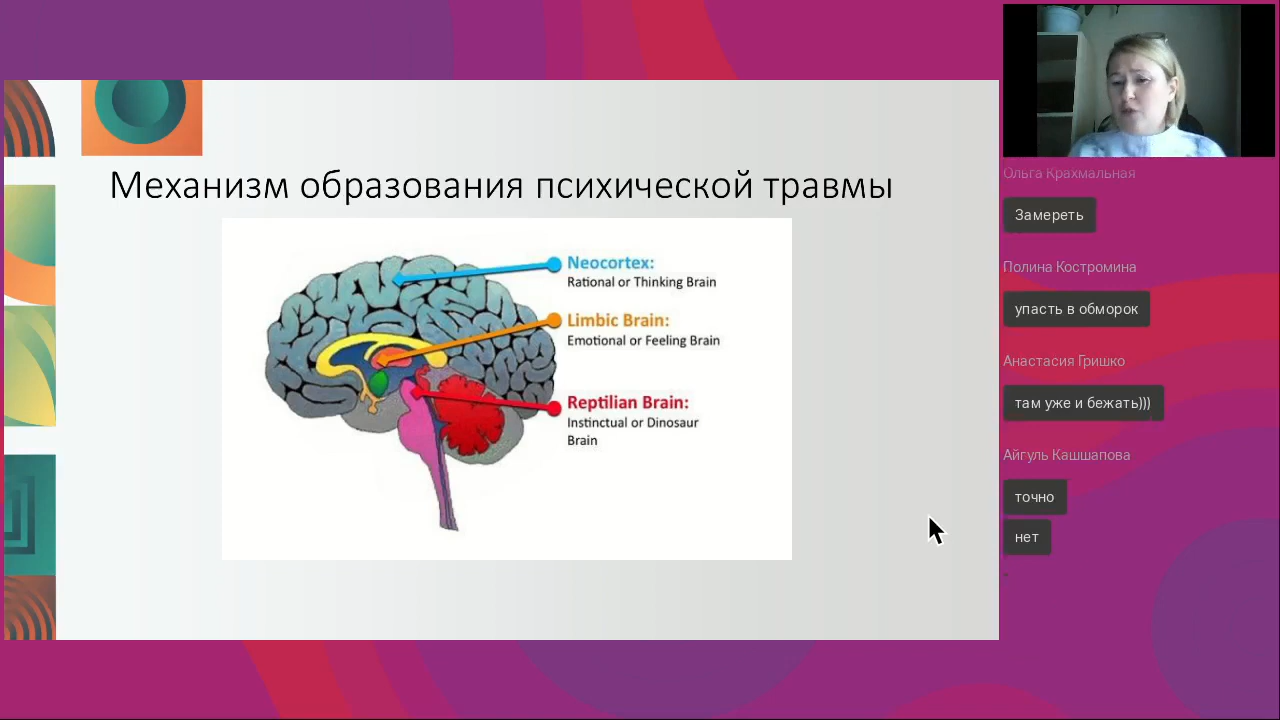 Механизм образования психической травмы
Neocortex:
Rational or Thinking Brain
Limbic Brain:
Emotional or Feeling Brain
Reptilian Brain:
Instinctual or Dinosaur
Brain
Ольга Крахмальная
Замереть
Полина Костромина
упасть в обморок
Анастасия Гришко
там уже и бежать)))
Айгуль Кашшапова
точно
нет